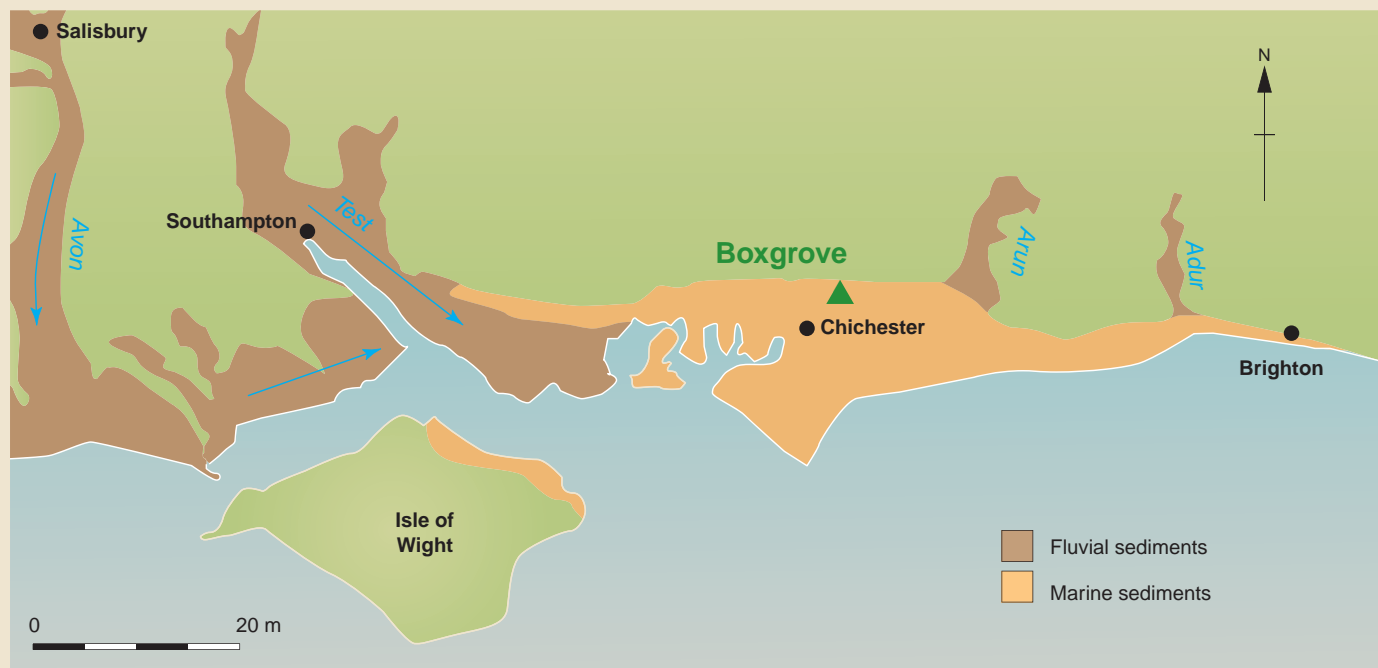 Salisbury
N
Avon
Southampton
Test
Boxgrove
Arun
Adur
Chichester
Brighton
Isle of
Wight
Fluvial sediments
Marine sediments
0 20 m